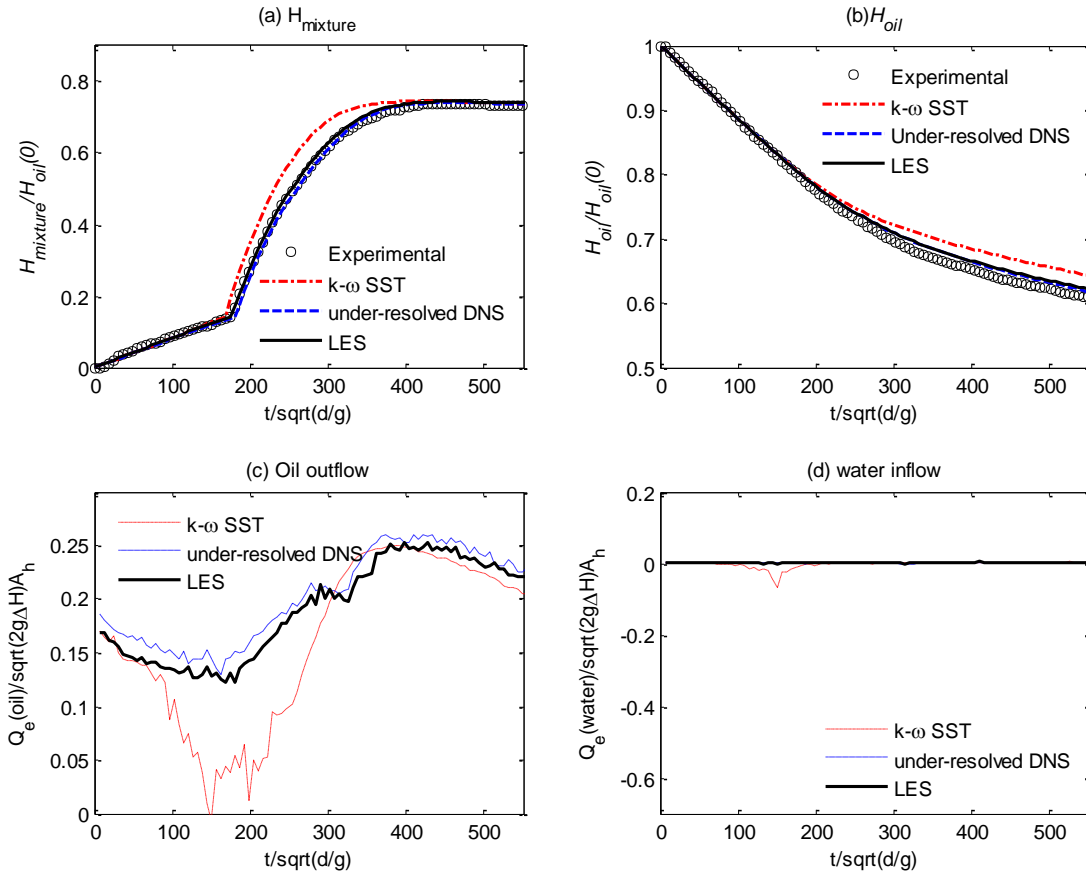 (a) H_mixture
0.8
0.6
0.4
0.2
0
H_mixture/H_oil(0)
Experimental
k-ω SST
under-resolved DNS
LES
0 100 200 300 400 500
t/sqrt(d/g)
(b)H_oil
1
0.9
0.8
0.7
0.6
0.5
H_oil/H_oil(0)
Experimental
k-ω SST
Under-resolved DNS
LES
0 100 200 300 400 500
t/sqrt(d/g)
(c) Oil outflow
0.25
0.2
0.15
0.1
0.05
0
Q_e(oil)/sqrt(2gΔH)A_h
k-ω SST
under-resolved DNS
LES
0 100 200 300 400 500
t/sqrt(d/g)
(d) water inflow
0.2
0
-0.2
-0.4
-0.6
Q_e(water)/sqrt(2gΔH)A_h
k-ω SST
under-resolved DNS
LES
0 100 200 300 400 500
t/sqrt(d/g)